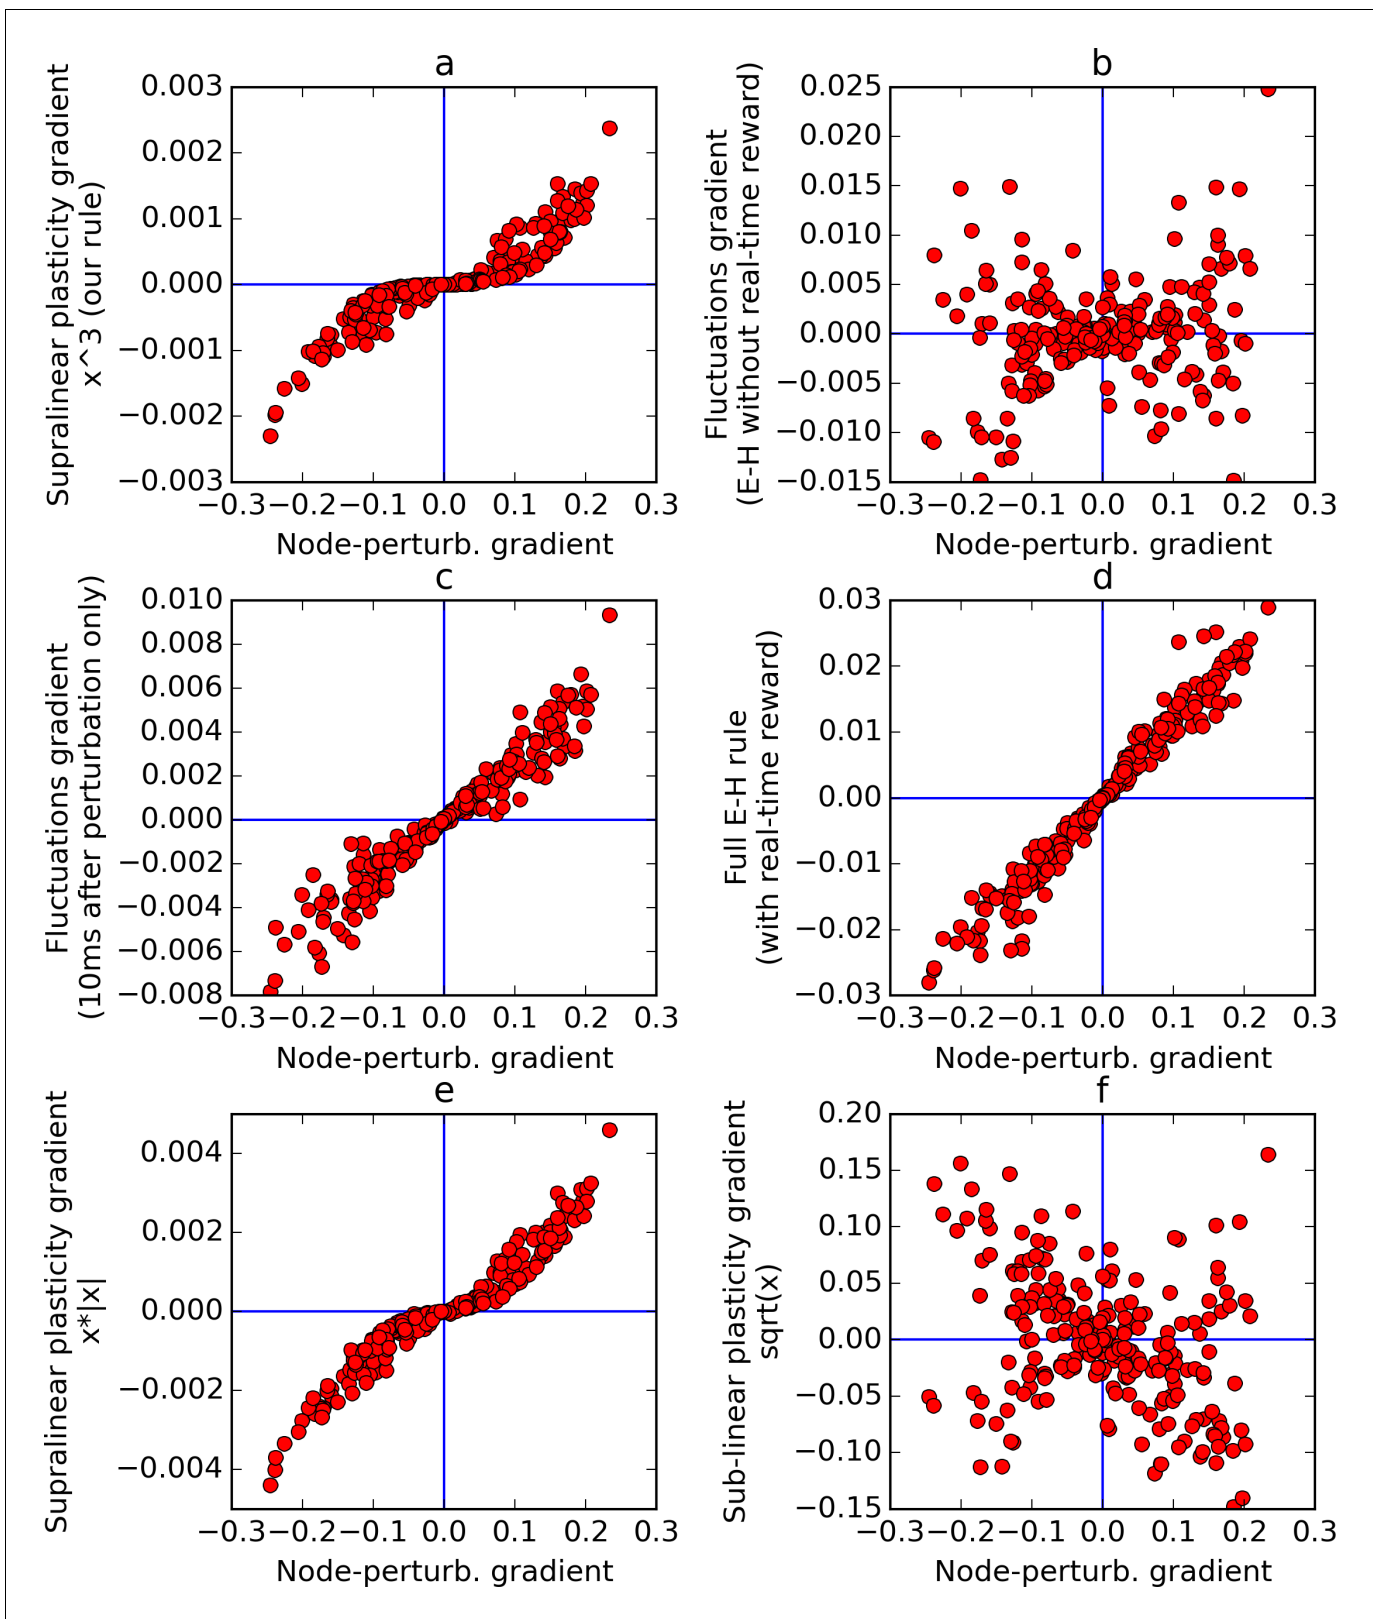 a
Supralinear plasticity gradient
x^3 (our rule)
0.003
0.002
0.001
0.000
−0.001
−0.002
−0.003
−0.3 −0.2 −0.1 0.0 0.1 0.2 0.3
Node-perturb. gradient
b
Fluctuations gradient
(E-H without real-time reward)
0.025
0.020
0.015
0.010
0.005
0.000
−0.005
−0.010
−0.015
−0.3 −0.2 −0.1 0.0 0.1 0.2 0.3
Node-perturb. gradient
c
Fluctuations gradient
(10ms after perturbation only)
0.010
0.008
0.006
0.004
0.002
0.000
−0.002
−0.004
−0.006
−0.008
−0.3 −0.2 −0.1 0.0 0.1 0.2 0.3
Node-perturb. gradient
d
Full E-H rule
(with real-time reward)
0.03
0.02
0.01
0.00
−0.01
−0.02
−0.03
−0.3 −0.2 −0.1 0.0 0.1 0.2 0.3
Node-perturb. gradient
e
Supralinear plasticity gradient
x*|x|
0.004
0.002
0.000
−0.002
−0.004
−0.3 −0.2 −0.1 0.0 0.1 0.2 0.3
Node-perturb. gradient
f
Sub-linear plasticity gradient
sqrt(x)
0.20
0.15
0.10
0.05
0.00
−0.05
−0.10
−0.15
−0.3 −0.2 −0.1 0.0 0.1 0.2 0.3
Node-perturb. gradient